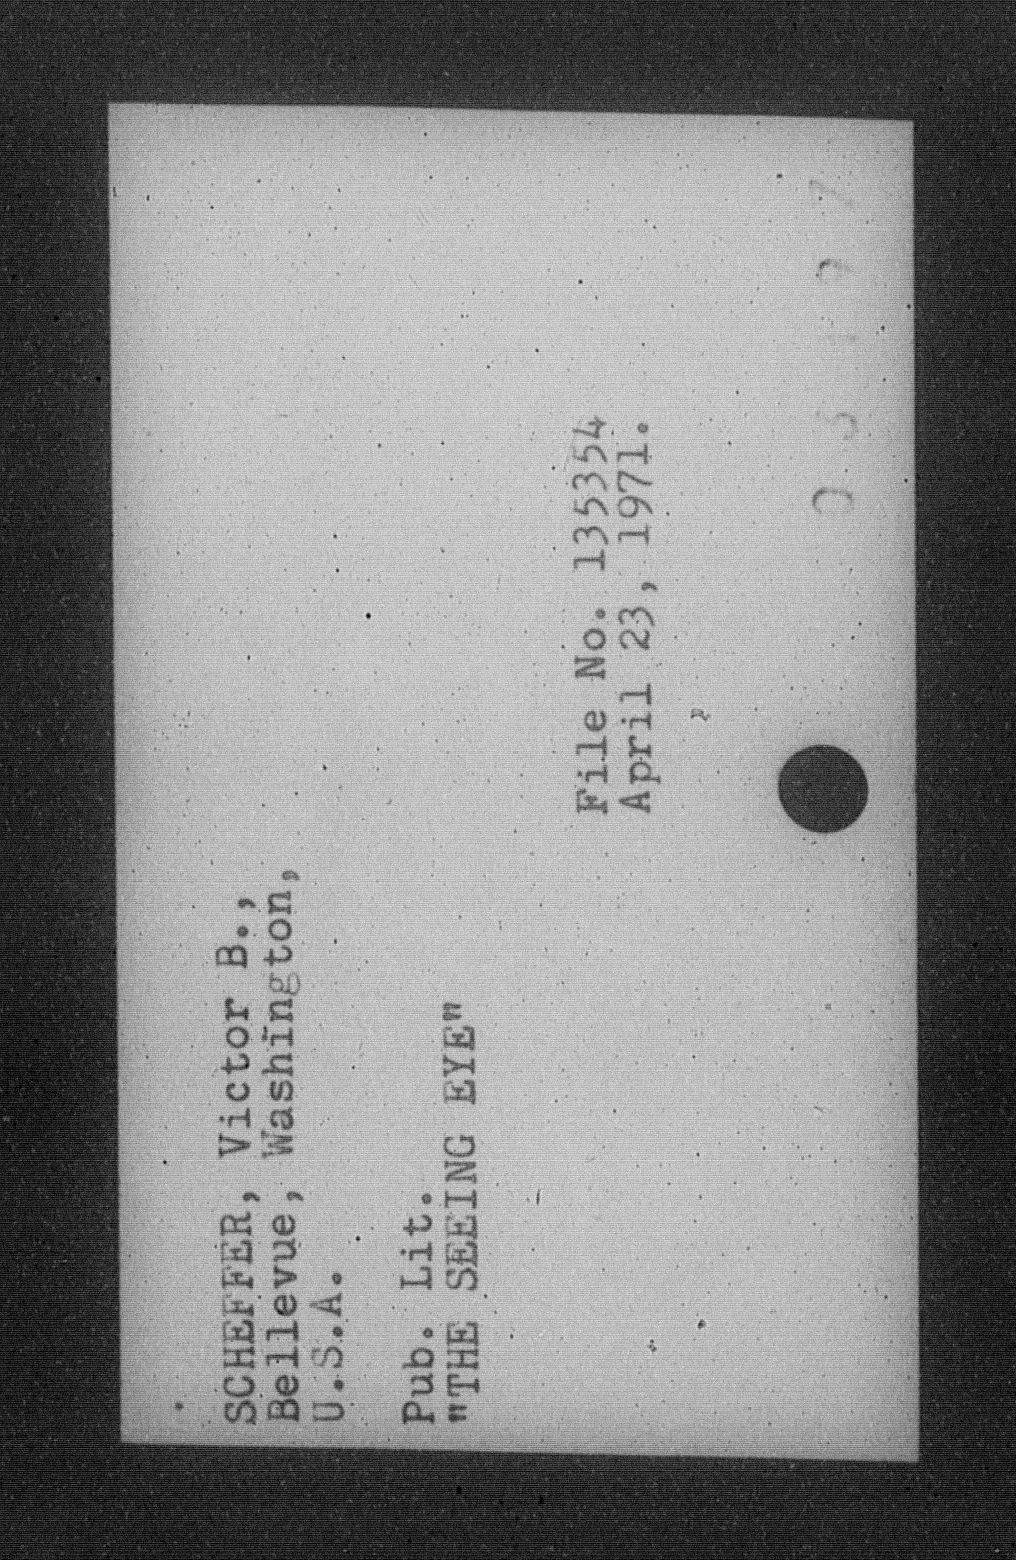 SCHEFFER, Victor B.,
Bellevue, Washington,
U.S.A.
Pub. Lit.
"THE SEEING EYE"
File No. 135354
April 23, 1971.